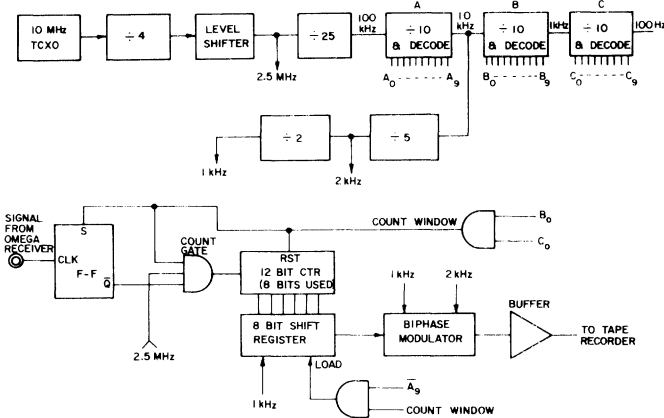 A
B
C
10 MHz
TCXO
÷4
LEVEL
SHIFTER
÷25
100
kHz
÷10
& DECODE
10
kHz
÷10
& DECODE
1kHz
÷10
& DECODE
100 Hz
2.5 MHz
A0 ------ A9
B0 ------ B9
C0 ------ C9
÷2
÷5
1 kHz
2 kHz
SIGNAL
FROM
OMEGA
RECEIVER
S
CLK
F-F
Q̅
COUNT
GATE
RST
12 BIT CTR
(8 BITS USED)
COUNT WINDOW
B0
C0
2.5 MHz
8 BIT SHIFT
REGISTER
LOAD
1 kHz
1 kHz
2 kHz
BIPHASE
MODULATOR
BUFFER
TO TAPE
RECORDER
A̅9
COUNT WINDOW